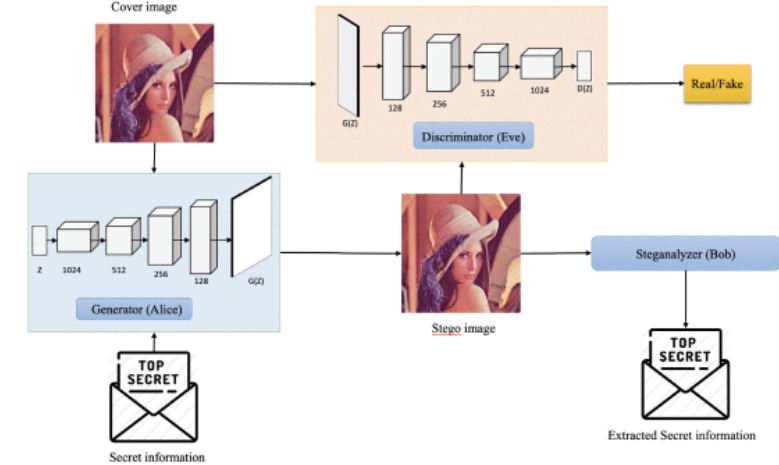 Cover image
G(Z)
128
256
512
1024
D(Z)
Discriminator (Eve)
Real/Fake
Z
1024
512
256
128
G(Z)
Generator (Alice)
Stego image
Steganalyzer (Bob)
TOP
SECRET
Secret information
TOP
SECRET
Extracted Secret information